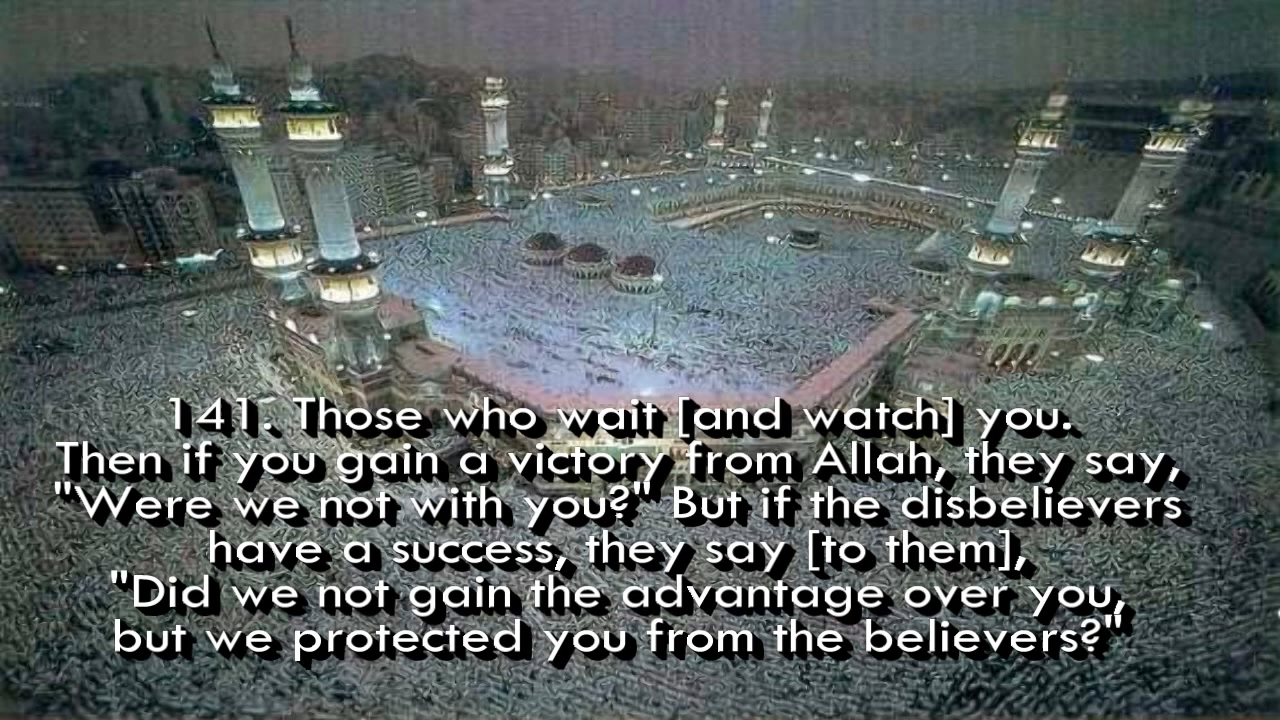 141. Those who wait [and watch] you.
Then if you gain a victory from Allah, they say,
"Were we not with you?" But if the disbelievers
have a success, they say [to them],
"Did we not gain the advantage over you,
but we protected you from the believers?"